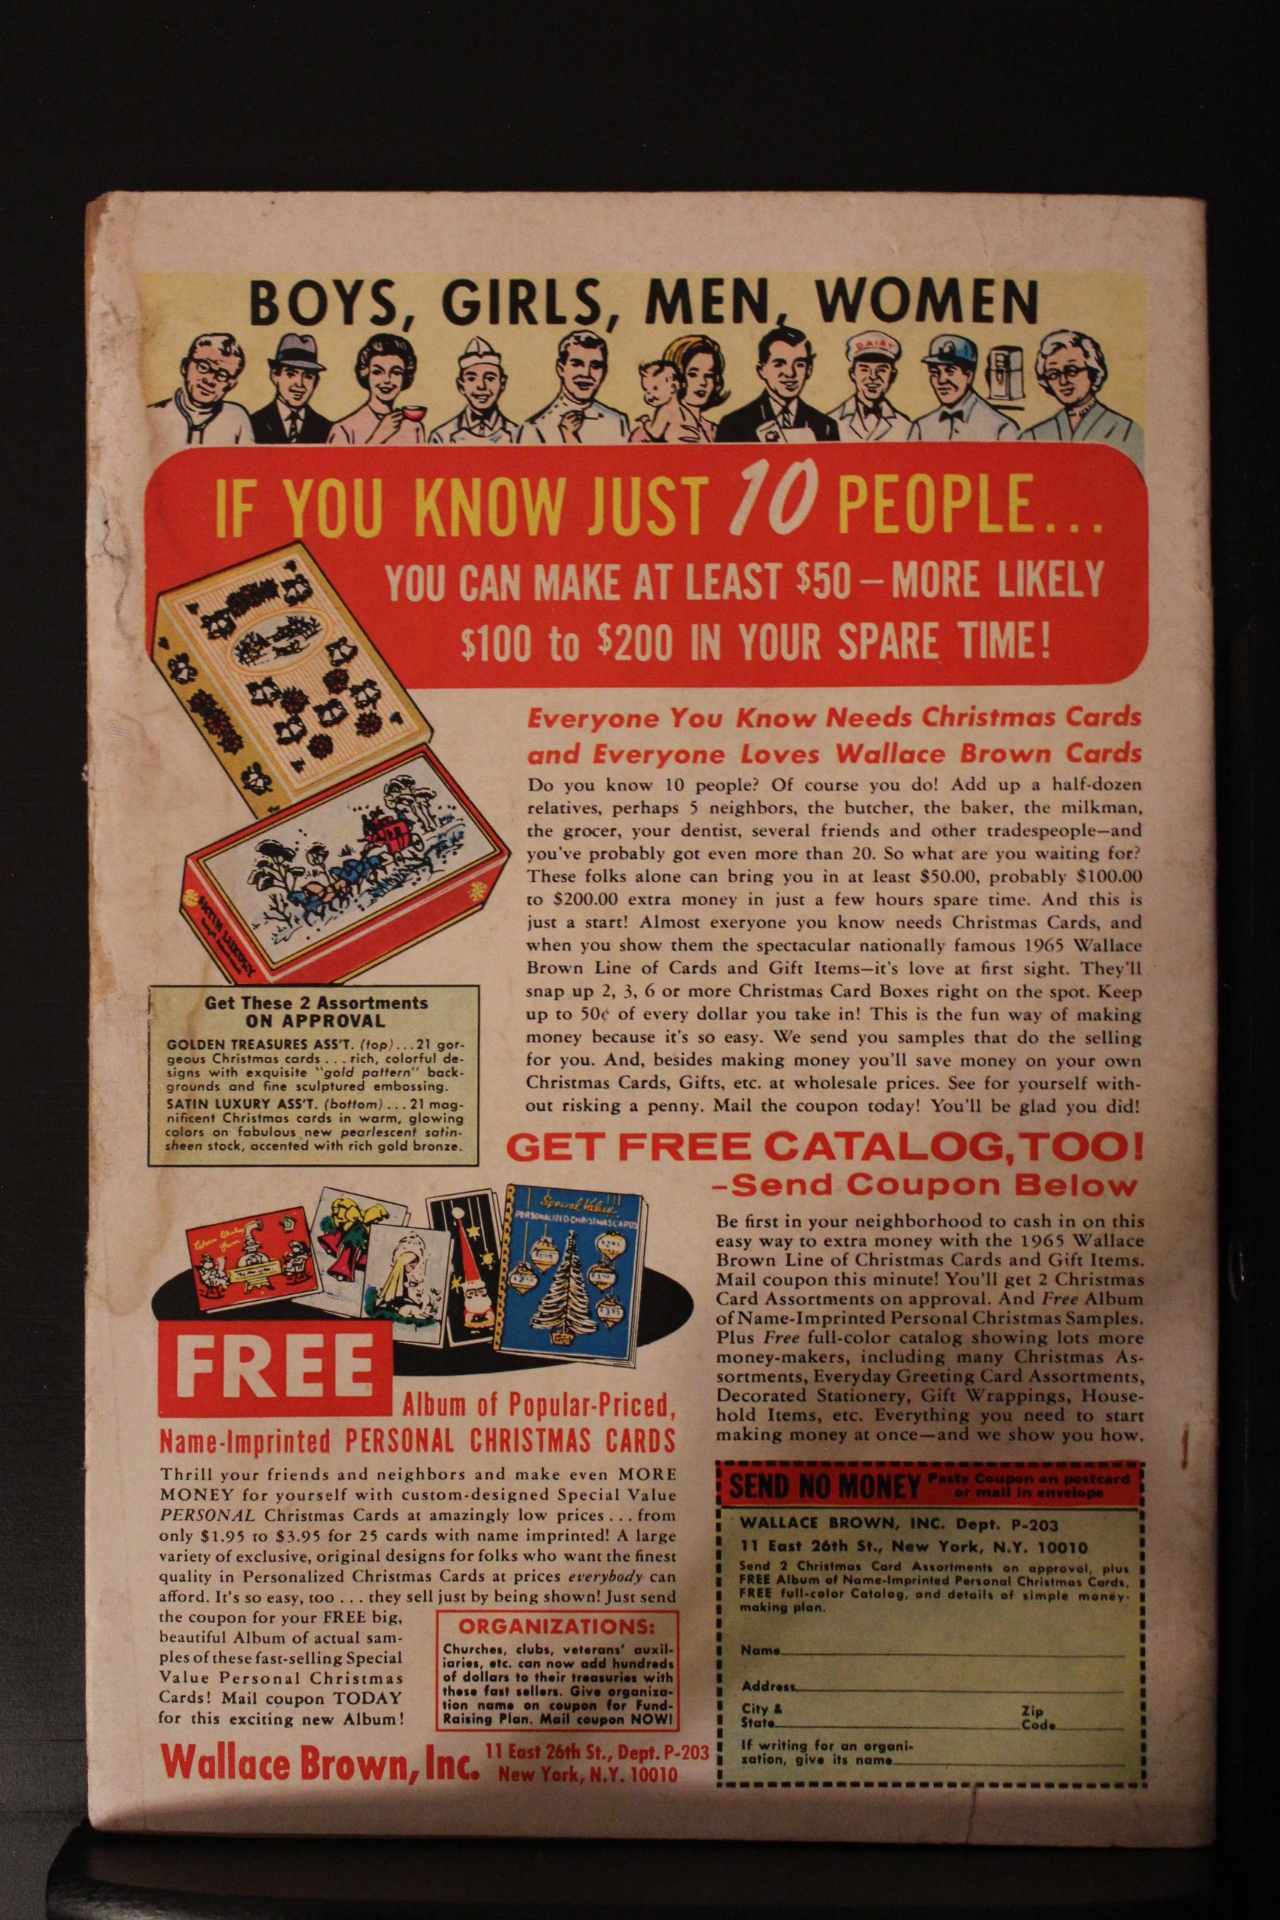 BOYS, GIRLS, MEN, WOMEN
DAIRY
IF YOU KNOW JUST 10 PEOPLE...
YOU CAN MAKE AT LEAST $50 – MORE LIKELY
$100 to $200 IN YOUR SPARE TIME!
SATIN LUXURY
Everyone You Know Needs Christmas Cards
and Everyone Loves Wallace Brown Cards
Do you know 10 people? Of course you do! Add up a half-dozen
relatives, perhaps 5 neighbors, the butcher, the baker, the milkman,
the grocer, your dentist, several friends and other tradespeople—and
you've probably got even more than 20. So what are you waiting for?
These folks alone can bring you in at least $50.00, probably $100.00
to $200.00 extra money in just a few hours spare time. And this is
just a start! Almost exeryone you know needs Christmas Cards, and
when you show them the spectacular nationally famous 1965 Wallace
Brown Line of Cards and Gift Items—it's love at first sight. They'll
snap up 2, 3, 6 or more Christmas Card Boxes right on the spot. Keep
up to 50¢ of every dollar you take in! This is the fun way of making
money because it's so easy. We send you samples that do the selling
for you. And, besides making money you'll save money on your own
Christmas Cards, Gifts, etc. at wholesale prices. See for yourself with-
out risking a penny. Mail the coupon today! You'll be glad you did!
Get These 2 Assortments
ON APPROVAL
GOLDEN TREASURES ASS'T. (top)...21 gor-
geous Christmas cards...rich, colorful de-
signs with exquisite "gold pattern" back-
grounds and fine sculptured embossing.
SATIN LUXURY ASS'T. (bottom)...21 mag-
nificent Christmas cards in warm, glowing
colors on fabulous new pearlescent satin-
sheen stock, accented with rich gold bronze.
GET FREE CATALOG, TOO!
–Send Coupon Below
Be first in your neighborhood to cash in on this
easy way to extra money with the 1965 Wallace
Brown Line of Christmas Cards and Gift Items.
Mail coupon this minute! You'll get 2 Christmas
Card Assortments on approval. And Free Album
of Name-Imprinted Personal Christmas Samples.
Plus Free full-color catalog showing lots more
money-makers, including many Christmas As-
sortments, Everyday Greeting Card Assortments,
Decorated Stationery, Gift Wrappings, House-
hold Items, etc. Everything you need to start
making money at once—and we show you how.
Special Value
PERSONALIZED CHRISTMAS CARDS
FREE
Album of Popular-Priced,
Name-Imprinted PERSONAL CHRISTMAS CARDS
Thrill your friends and neighbors and make even MORE
MONEY for yourself with custom-designed Special Value
PERSONAL Christmas Cards at amazingly low prices...from
only $1.95 to $3.95 for 25 cards with name imprinted! A large
variety of exclusive, original designs for folks who want the finest
quality in Personalized Christmas Cards at prices everybody can
afford. It's so easy, too...they sell just by being shown! Just send
the coupon for your FREE big,
beautiful Album of actual sam-
ples of these fast-selling Special
Value Personal Christmas
Cards! Mail coupon TODAY
for this exciting new Album!
ORGANIZATIONS:
Churches, clubs, veterans' auxil-
iaries, etc. can now add hundreds
of dollars to their treasuries with
these fast sellers. Give organiza-
tion name on coupon for Fund-
Raising Plan. Mail coupon NOW!
Wallace Brown, Inc. 11 East 26th St., Dept. P-203
New York, N.Y. 10010
SEND NO MONEY Paste Coupon on postcard
or mail in envelope
WALLACE BROWN, INC. Dept. P-203
11 East 26th St., New York, N.Y. 10010
Send 2 Christmas Card Assortments on approval, plus
FREE Album of Name-Imprinted Personal Christmas Cards,
FREE full-color Catalog, and details of simple money-
making plan.
Name
Address
City &
State
Zip
Code
If writing for an organi-
zation, give its name